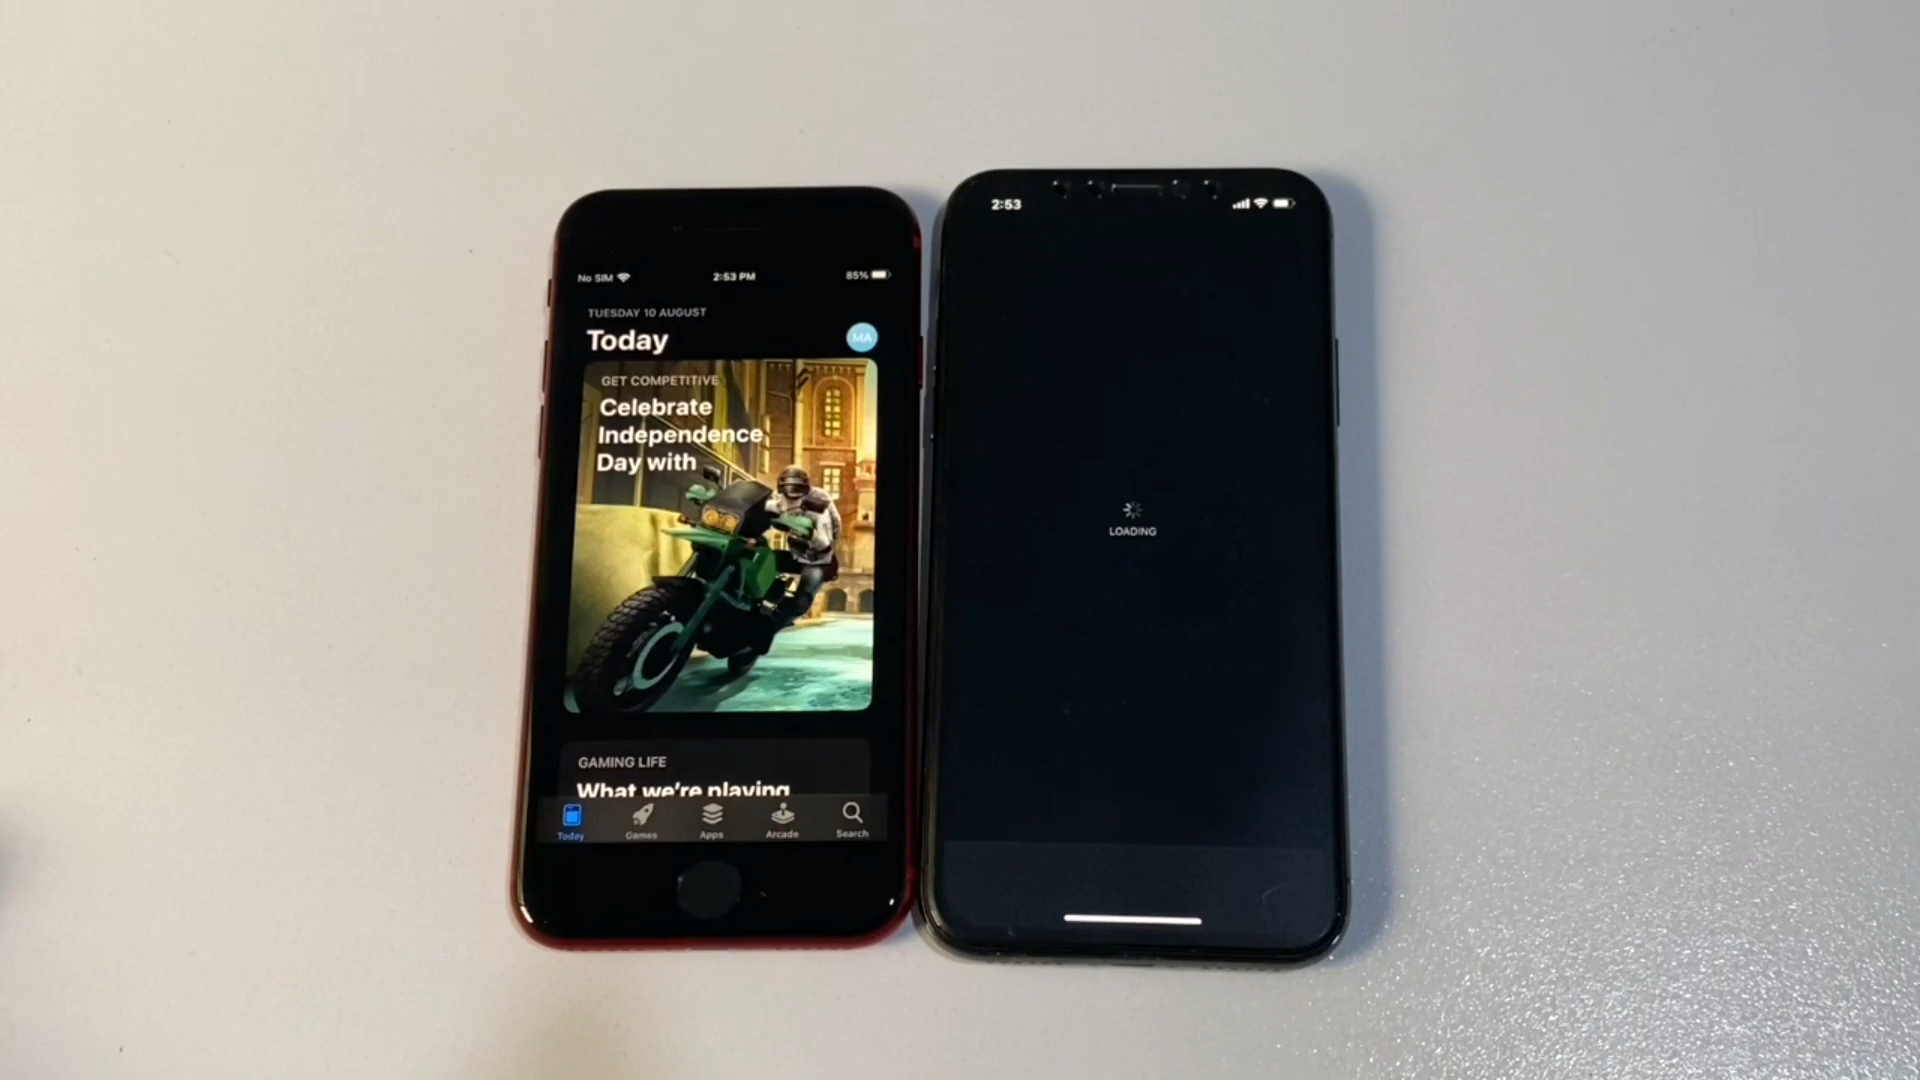 No SIM
2:53 PM
85%
TUESDAY 10 AUGUST
Today
MA
GET COMPETITIVE
Celebrate
Independence
Day with
GAMING LIFE
What we're playing
Today
Games
Apps
Arcade
Search
2:53
LOADING